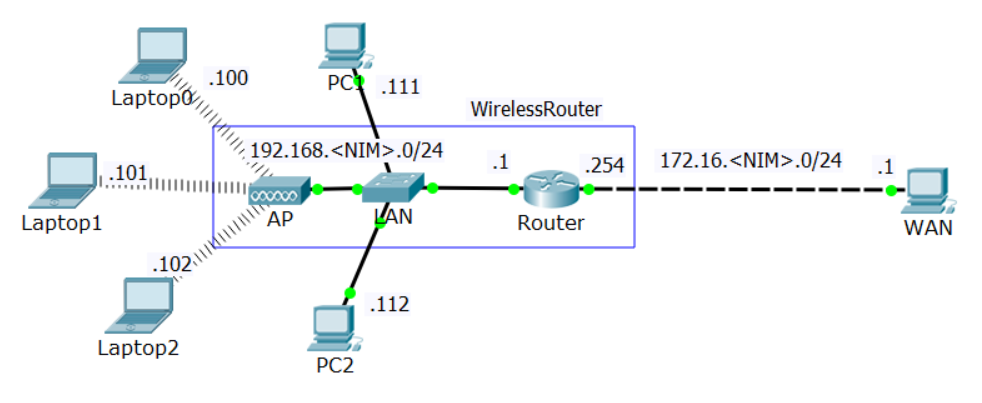 Laptop0
.100
PC1
.111
WirelessRouter
192.168.<NIM>.0/24
.1
.254
172.16.<NIM>.0/24
.1
.101
Laptop1
AP
LAN
Router
WAN
.102
Laptop2
.112
PC2